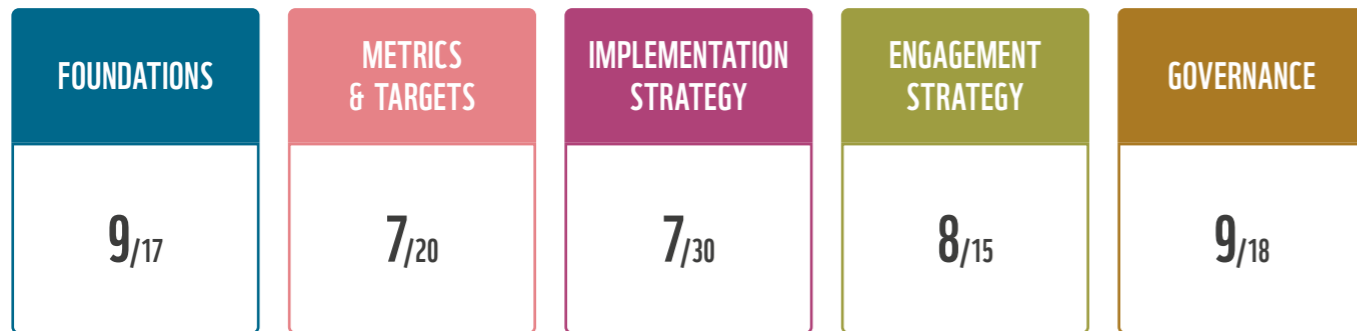 FOUNDATIONS
9/17
METRICS
& TARGETS
7/20
IMPLEMENTATION
STRATEGY
7/30
ENGAGEMENT
STRATEGY
8/15
GOVERNANCE
9/18